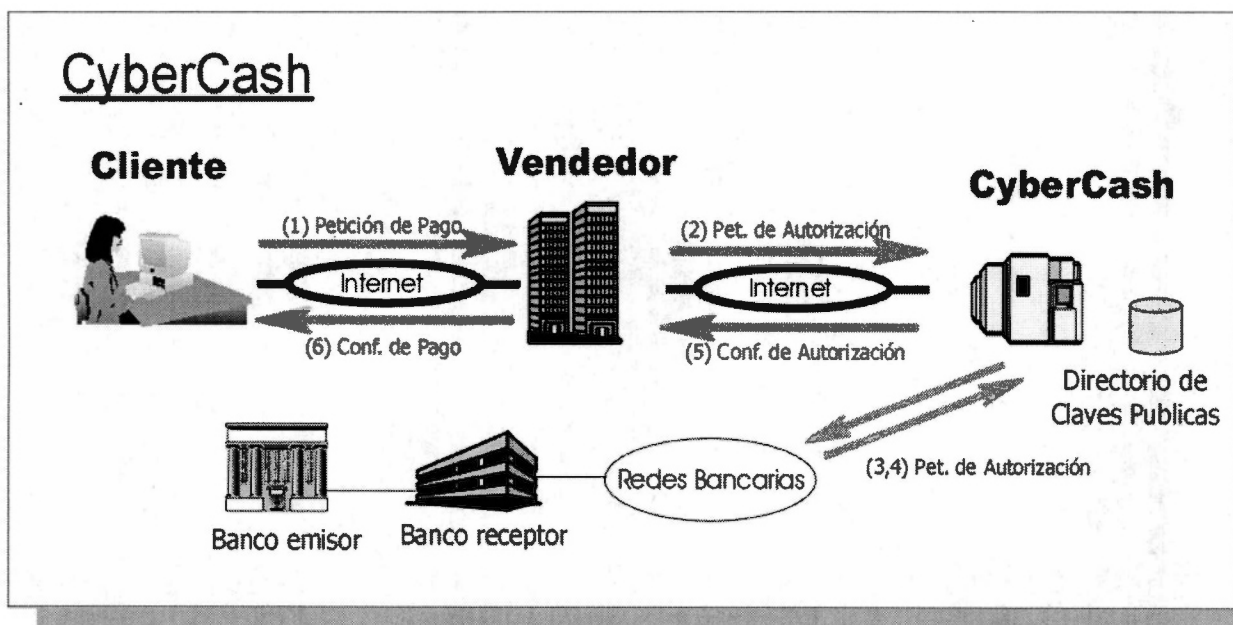 CyberCash
Cliente
Vendedor
CyberCash
(1) Petición de Pago
(2) Pet. de Autorización
Internet
Internet
(6) Conf. de Pago
(5) Conf. de Autorización
Directorio de
Claves Publicas
(3,4) Pet. de Autorización
Redes Bancarias
Banco emisor
Banco receptor